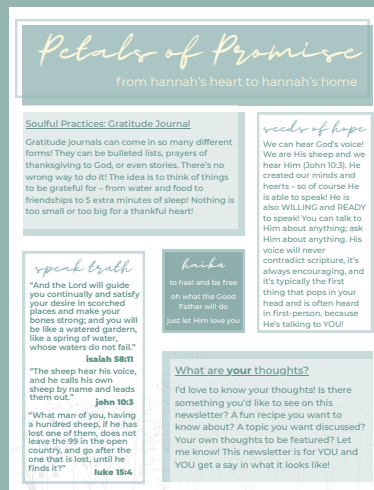 Petals of Promise
from hannah's heart to hannah's home
Soulful Practices: Gratitude Journal
Gratitude journals can come in so many different
forms! They can be bulleted lists, prayers of
thanksgiving to God, or even stories. There's no
wrong way to do it! The idea is to think of things
to be grateful for – from water and food to
friendships to 5 extra minutes of sleep! Nothing is
too small or too big for a thankful heart!
seeds of hope
We can hear God's voice!
We are His sheep and we
hear Him (John 10:3). He
created our minds and
hearts – so of course He
is able to speak! He is
also WILLING and READY
to speak! You can talk to
Him about anything; ask
Him about anything. His
voice will never
contradict scripture, it's
always encouraging, and
it's typically the first
thing that pops in your
head and is often heard
in first-person, because
He's talking to YOU!
speak truth
"And the Lord will guide
you continually and satisfy
your desire in scorched
places and make your
bones strong; and you will
be like a watered garden,
like a spring of water,
whose waters do not fail."
isaiah 58:11
"The sheep hear his voice,
and he calls his own
sheep by name and leads
them out."
john 10:3
"What man of you, having
a hundred sheep, if he has
lost one of them, does not
leave the 99 in the open
country, and go after the
one that is lost, until he
finds it?"
luke 15:4
haiku
to heal and be free
oh what the Good
Father will do
just let Him love you
What are your thoughts?
I'd love to know your thoughts! Is there
something you'd like to see on this
newsletter? A fun recipe you want to
know about? A topic you want discussed?
Your own thoughts to be featured? Let
me know! This newsletter is for YOU and
YOU get a say in what it looks like!